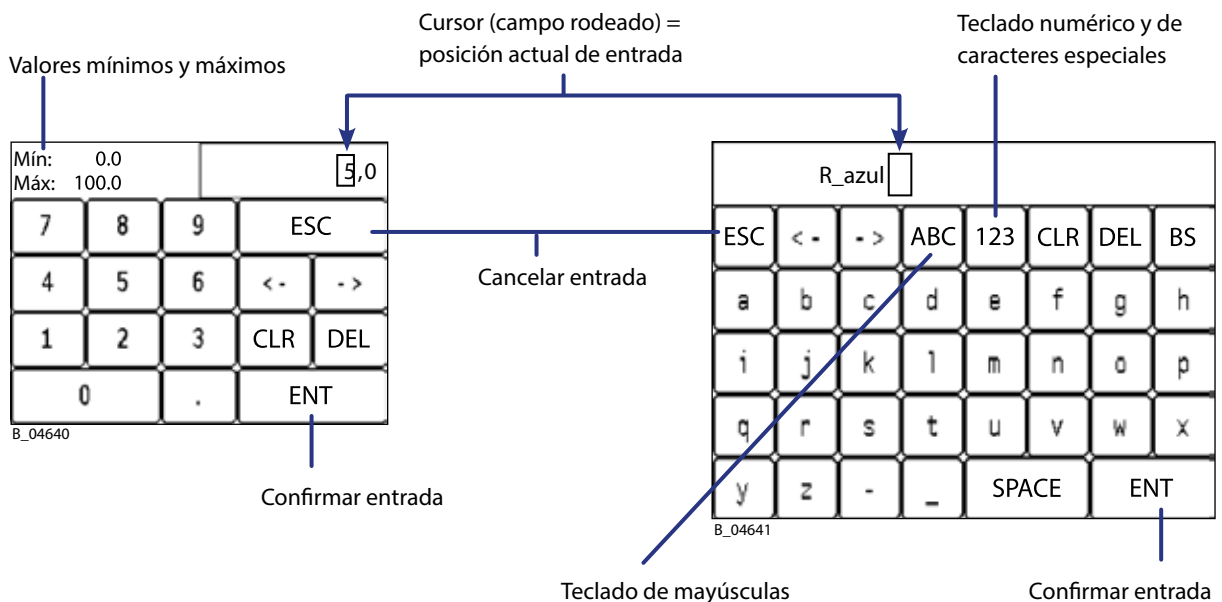 Cursor (campo rodeado) =
posición actual de entrada
Teclado numérico y de
caracteres especiales
Valores mínimos y máximos
Mín: 0.0
Máx: 100.0
5,0
7 8 9 ESC
4 5 6 <- ->
1 2 3 CLR DEL
0 . ENT
B_04640
Confirmar entrada
Cancelar entrada
R_azul
ESC <- -> ABC 123 CLR DEL BS
a b c d e f g h
i j k l m n o p
q r s t u v w x
y z - _ SPACE ENT
B_04641
Teclado de mayúsculas
Confirmar entrada